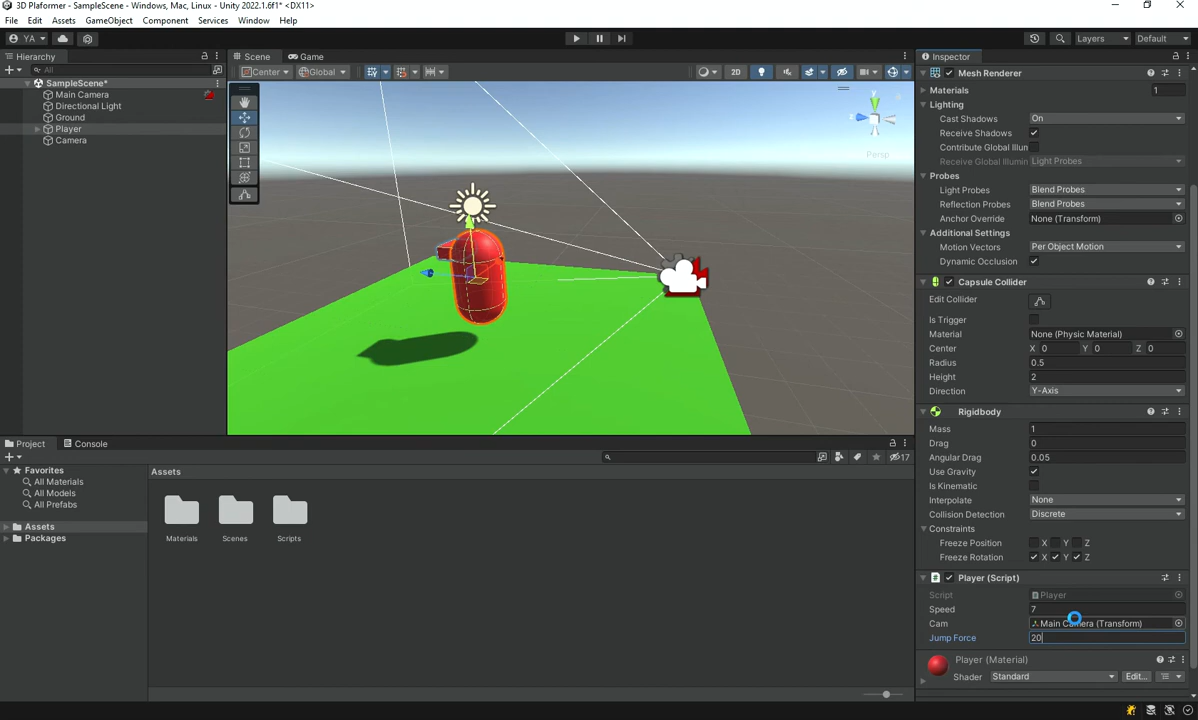 3D Plaformer - SampleScene - Windows, Mac, Linux - Unity 2022.1.6f1* <DX11>
File Edit Assets GameObject Component Services Window Help
YA Layers Default
Hierarchy Scene Game Inspector
All Center Global 2D Mesh Renderer
SampleScene* Materials 1
Main Camera Lighting
Directional Light Cast Shadows On
Ground Receive Shadows
Player Contribute Global Illum
Camera Receive Global Illumin Light Probes
y
z
Persp
Probes
Light Probes Blend Probes
Reflection Probes Blend Probes
Anchor Override None (Transform)
Additional Settings
Motion Vectors Per Object Motion
Dynamic Occlusion
Capsule Collider
Edit Collider
Is Trigger
Material None (Physic Material)
Center X 0 Y 0 Z 0
Radius 0.5
Height 2
Direction Y-Axis
Rigidbody
Mass 1
Drag 0
Angular Drag 0.05
Use Gravity
Is Kinematic
Interpolate None
Collision Detection Discrete
Constraints
Freeze Position X Y Z
Freeze Rotation X Y Z
Player (Script)
Script Player
Speed 7
Cam Main Camera (Transform)
Jump Force 20
Player (Material)
Shader Standard Edit...
Project Console
17
Favorites Assets
All Materials
All Models
All Prefabs
Assets
Packages
Materials Scenes Scripts